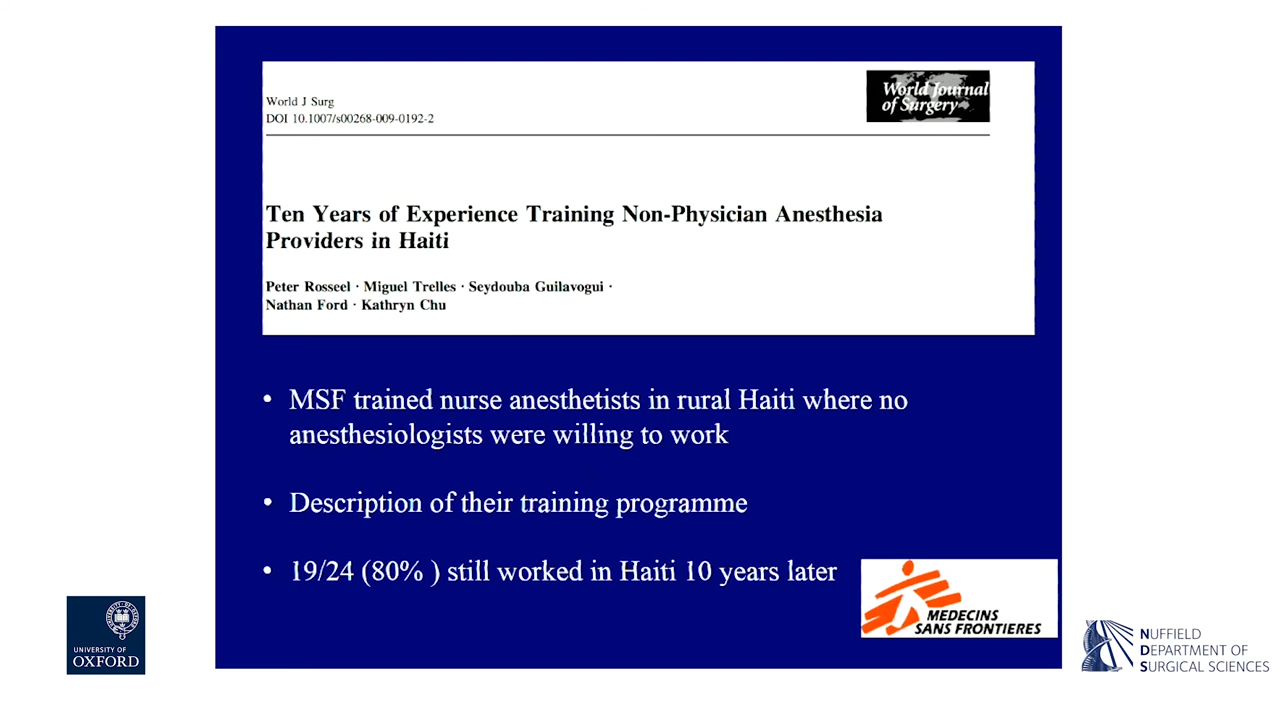 World J Surg
DOI 10.1007/s00268-009-0192-2
World Journal
of Surgery
Ten Years of Experience Training Non-Physician Anesthesia
Providers in Haiti
Peter Rosseel · Miguel Trelles · Seydouba Guilavogui ·
Nathan Ford · Kathryn Chu
• MSF trained nurse anesthetists in rural Haiti where no
anesthesiologists were willing to work
• Description of their training programme
• 19/24 (80% ) still worked in Haiti 10 years later
MEDECINS
SANS FRONTIERES
UNIVERSITY OF
OXFORD
NUFFIELD
DEPARTMENT OF
SURGICAL SCIENCES